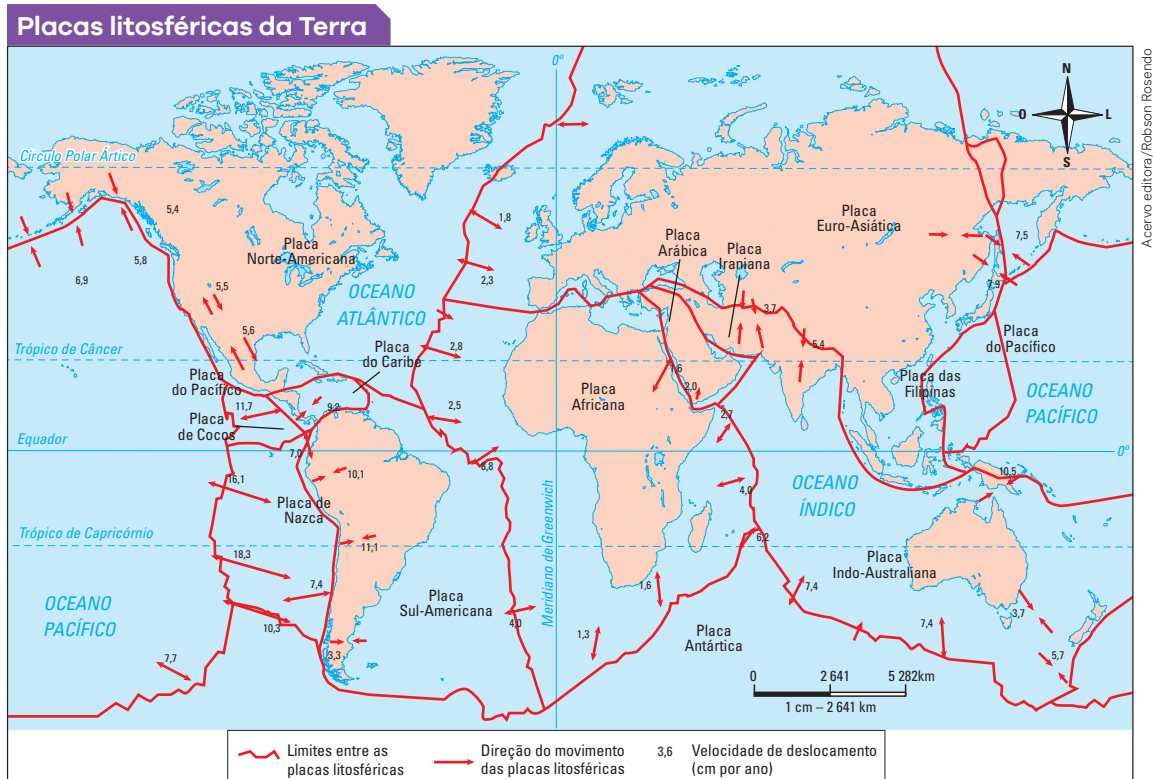 Placas litosféricas da Terra
0°
N
O
L
S
Círculo Polar Ártico
Acervo editora/Robson Rosendo
5,4
5,8
6,9
Placa
Norte-Americana
1,8
2,3
Placa
Arábica
Placa
Iraniana
Placa
Euro-Asiática
7,5
7,9
5,5
5,6
OCEANO
ATLÂNTICO
3,7
5,4
Trópico de Câncer
2,8
Placa
do Caribe
Placa
do Pacífico
Placa
do Pacífico
11,7
9,2
Placa
de Cocos
2,5
Placa
Africana
1,6
2,0
2,7
Placa das
Filipinas
OCEANO
PACÍFICO
Equador
0°
7,0
10,1
16,1
4,0
10,5
OCEANO
ÍNDICO
Placa de
Nazca
Trópico de Capricórnio
18,3
11,1
6,2
7,4
Placa
Indo-Australiana
OCEANO
PACÍFICO
10,3
Placa
Sul-Americana
4,0
Meridiano de Greenwich
1,6
1,3
7,4
Placa
Antártica
7,4
3,7
5,7
3,3
7,7
0
2 641
5 282km
1 cm – 2 641 km
Limites entre as
placas litosféricas
Direção do movimento
das placas litosféricas
3,6
Velocidade de deslocamento
(cm por ano)